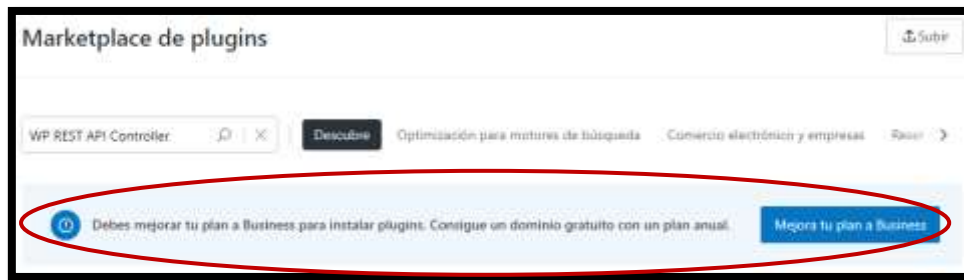 Marketplace de plugins
Subir
WP REST API Controller
Descubre
Optimización para motores de búsqueda
Comercio electrónico y empresas
Debes mejorar tu plan a Business para instalar plugins. Consigue un dominio gratuito con un plan anual.
Mejora tu plan a Business